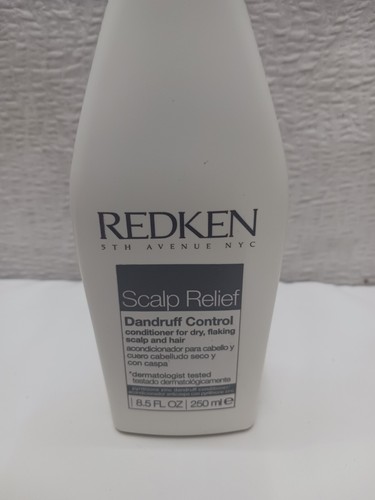 REDKEN
5TH AVENUE NYC
Scalp Relief
Dandruff Control
conditioner for dry, flaking
scalp and hair
acondicionador para cabello y
cuero cabelludo seco y
con caspa
*dermatologist tested
testado dermatológicamente
8.5 FL OZ | 250 ml e